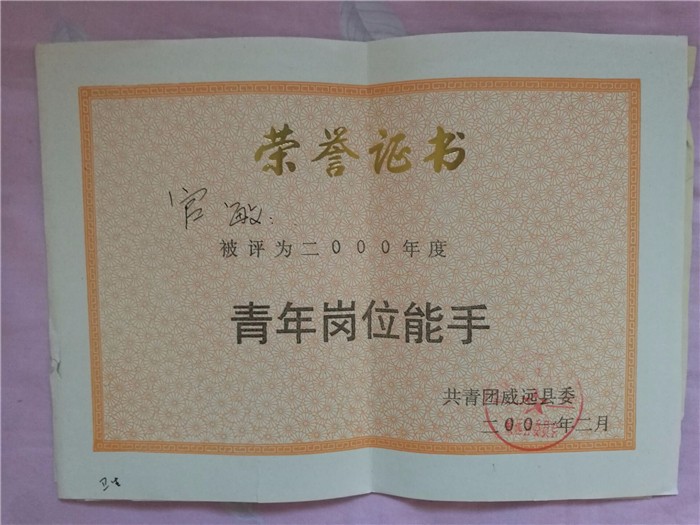 荣誉证书
官敏：
被评为二000年度
青年岗位能手
共青团威远县委
二00一年二月